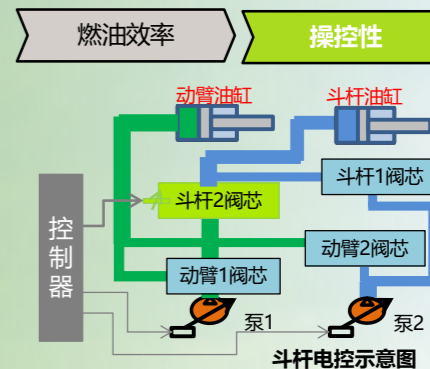 燃油效率
操控性
动臂油缸
斗杆油缸
斗杆1阀芯
斗杆2阀芯
控制器
动臂2阀芯
动臂1阀芯
泵1
泵2
斗杆电控示意图